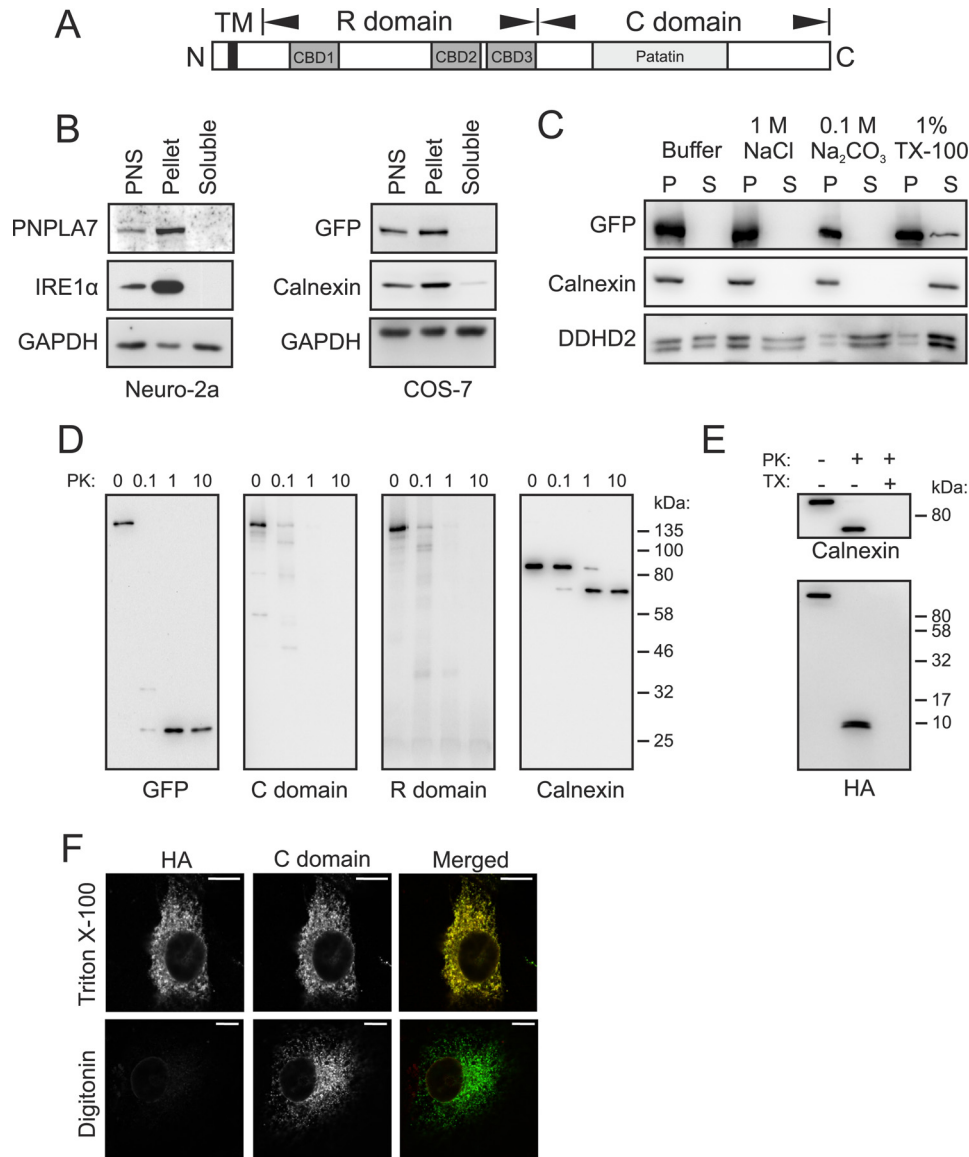 A
TM R domain C domain
N CBD1 CBD2 CBD3 Patatin C
B
PNS Pellet Soluble
PNPLA7
IRE1α
GAPDH
Neuro-2a
PNS Pellet Soluble
GFP
Calnexin
GAPDH
COS-7
C
Buffer 1 M NaCl 0.1 M Na₂CO₃ 1% TX-100
P S P S P S P S
GFP
Calnexin
DDHD2
D
PK: 0 0.1 1 10 0 0.1 1 10 0 0.1 1 10 0 0.1 1 10
kDa:
135
100
80
58
46
32
25
GFP C domain R domain Calnexin
E
PK: - + +
TX: - - +
kDa:
80
Calnexin
80
58
32
17
10
HA
F
HA C domain Merged
Triton X-100
Digitonin